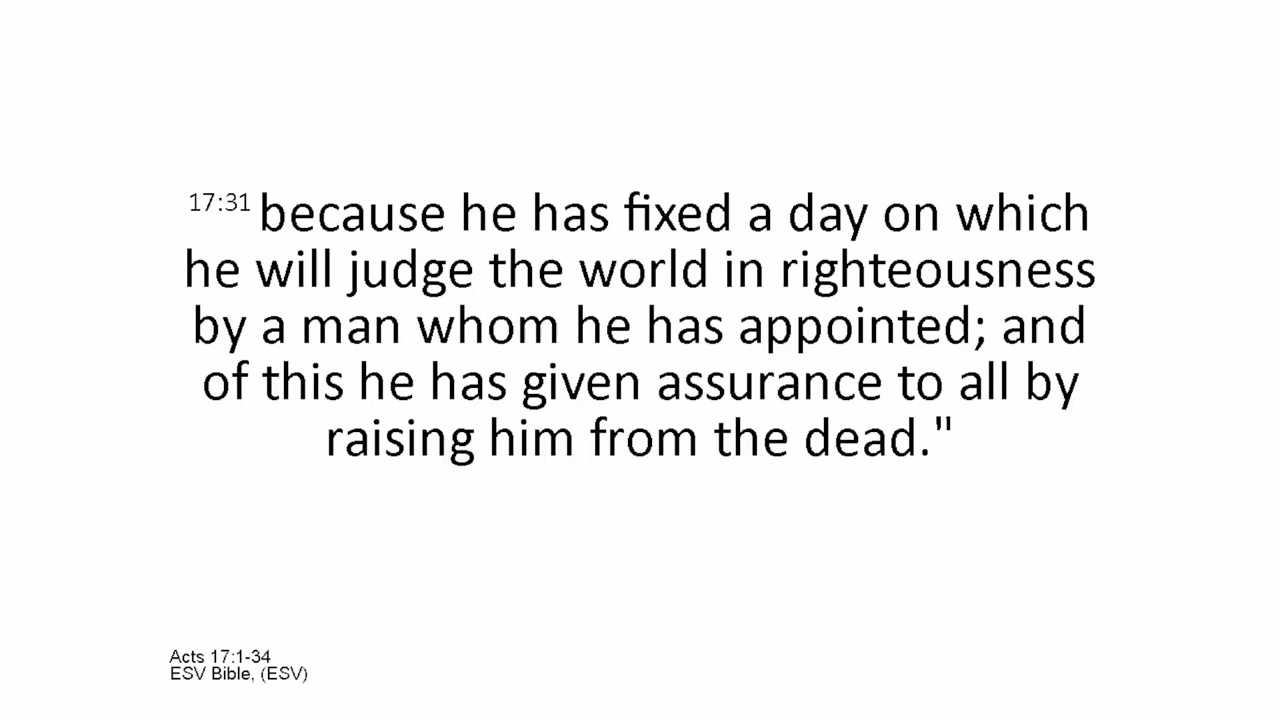 17:31 because he has fixed a day on which
he will judge the world in righteousness
by a man whom he has appointed; and
of this he has given assurance to all by
raising him from the dead."
Acts 17:1-34
ESV Bible, (ESV)